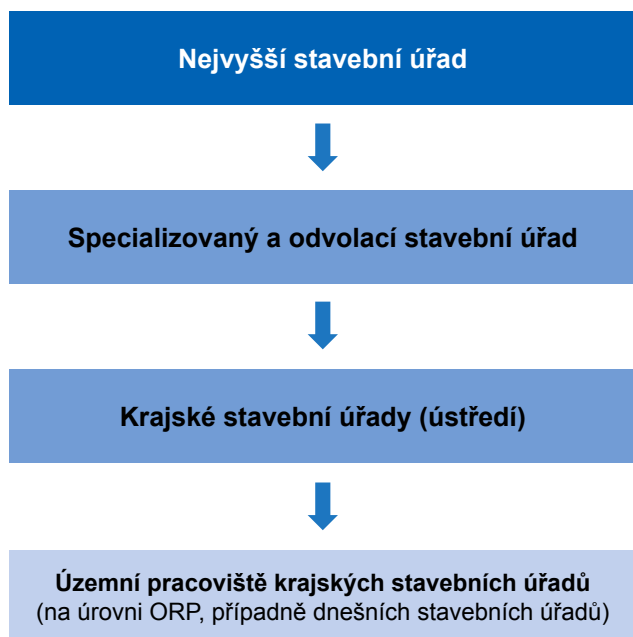 Nejvyšší stavební úřad
Specializovaný a odvolací stavební úřad
Krajské stavební úřady (ústředí)
Územní pracoviště krajských stavebních úřadů
(na úrovni ORP, případně dnešních stavebních úřadů)